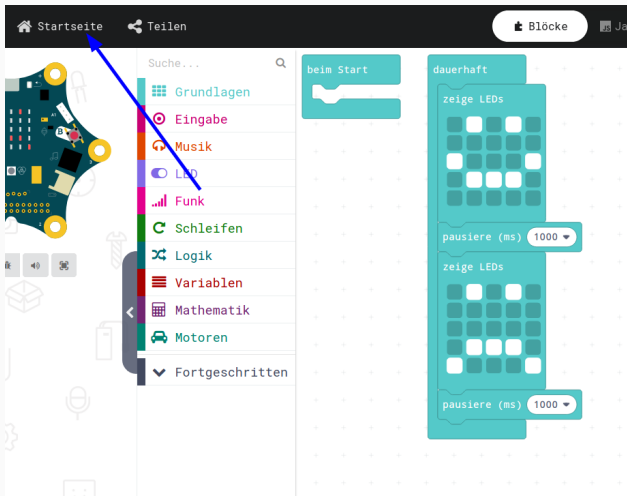 Startseite Teilen Blöcke Ja
Suche...
Grundlagen
Eingabe
Musik
LED
Funk
Schleifen
Logik
Variablen
Mathematik
Motoren
Fortgeschritten
beim Start
dauerhaft
zeige LEDs
pausiere (ms) 1000
zeige LEDs
pausiere (ms) 1000